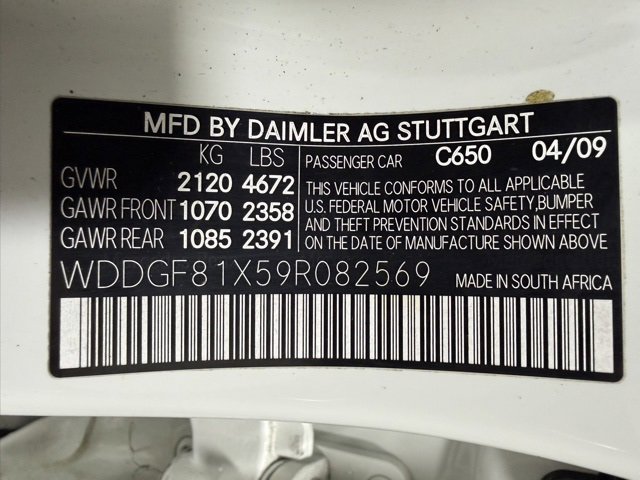 MFD BY DAIMLER AG STUTTGART
KG LBS
GVWR 2120 4672
GAWR FRONT 1070 2358
GAWR REAR 1085 2391
PASSENGER CAR C650 04/09
THIS VEHICLE CONFORMS TO ALL APPLICABLE
U.S. FEDERAL MOTOR VEHICLE SAFETY,BUMPER
AND THEFT PREVENTION STANDARDS IN EFFECT
ON THE DATE OF MANUFACTURE SHOWN ABOVE
WDDGF81X59R082569
MADE IN SOUTH AFRICA